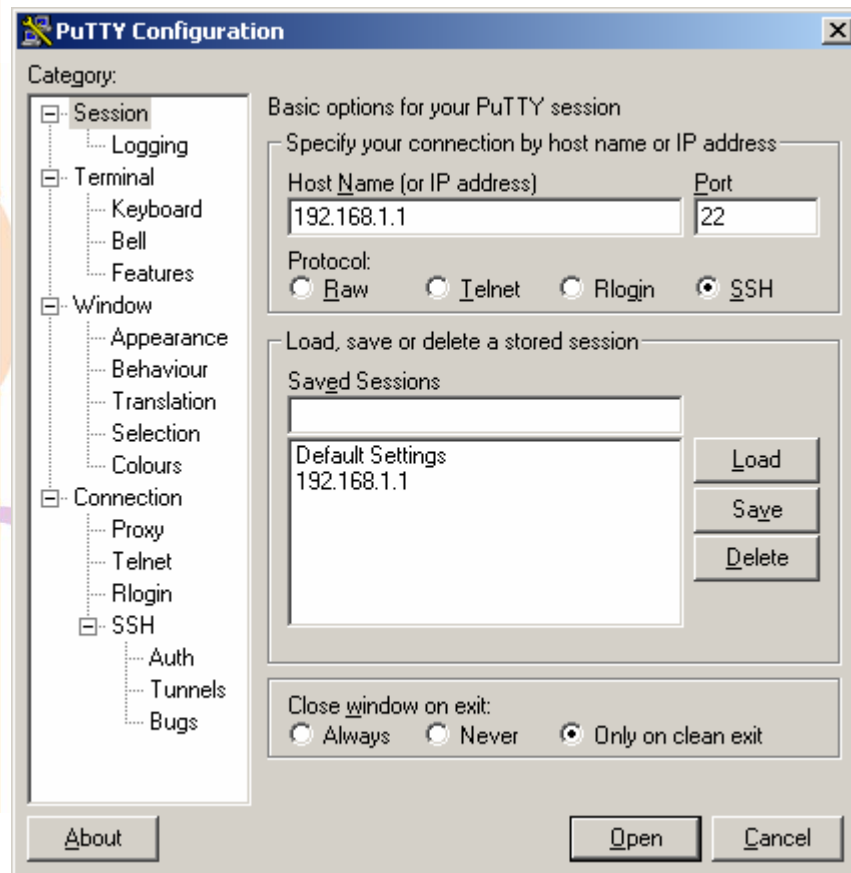 PuTTY Configuration
Category:
Session
Logging
Terminal
Keyboard
Bell
Features
Window
Appearance
Behaviour
Translation
Selection
Colours
Connection
Proxy
Telnet
Rlogin
SSH
Auth
Tunnels
Bugs
Basic options for your PuTTY session
Specify your connection by host name or IP address
Host Name (or IP address) Port
192.168.1.1 22
Protocol:
Raw Telnet Rlogin SSH
Load, save or delete a stored session
Saved Sessions
Default Settings
192.168.1.1
Load
Save
Delete
Close window on exit:
Always Never Only on clean exit
About Open Cancel